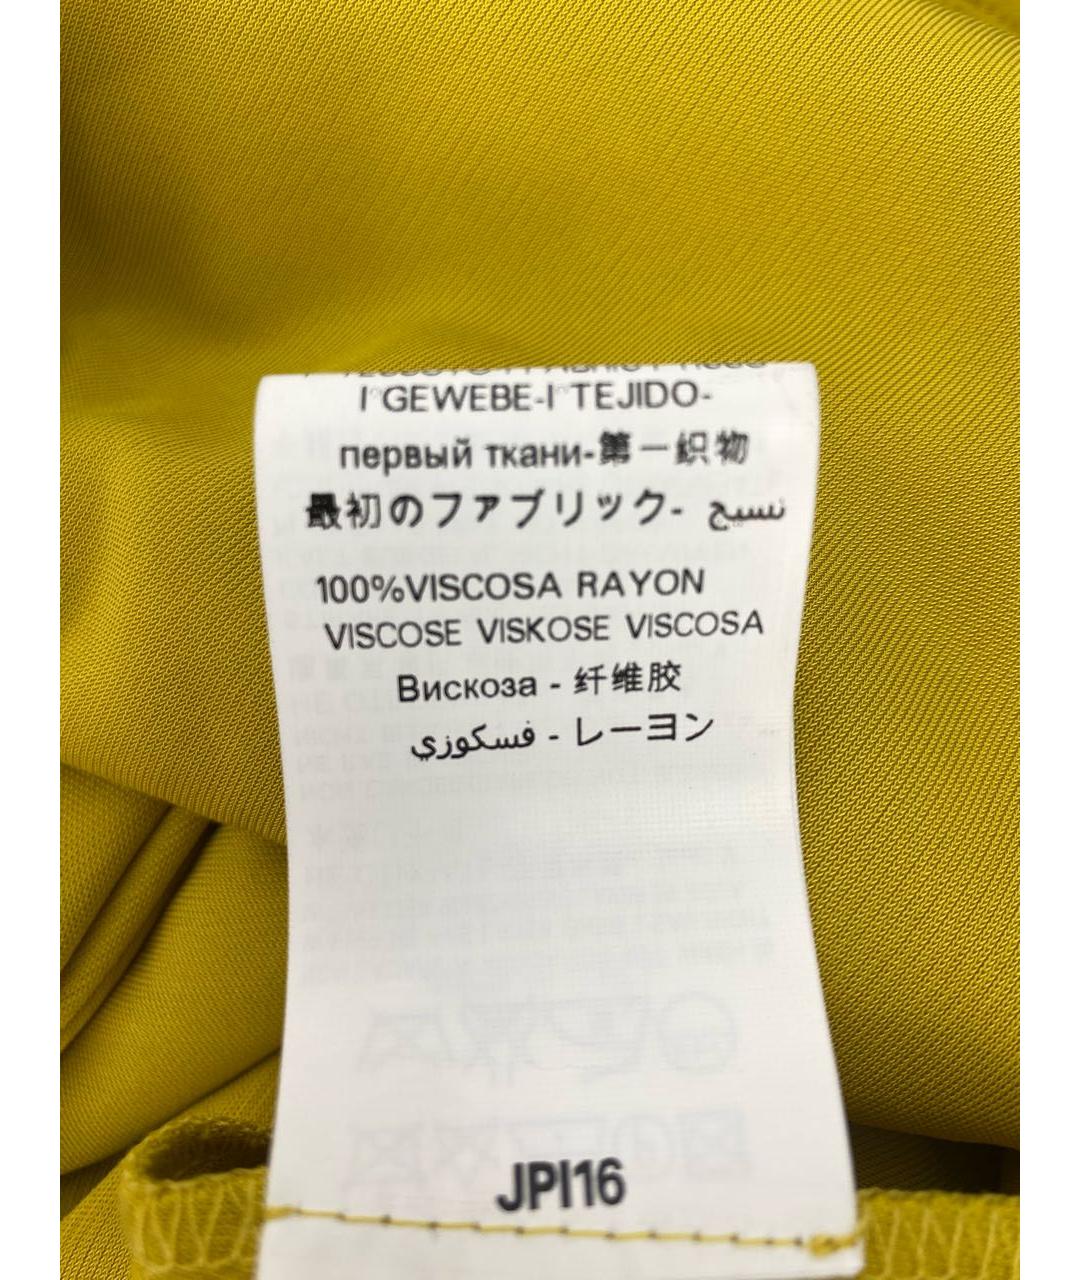 I°GEWEBE-I°TEJIDO-
первый ткани-第一织物
最初のファブリック- نسيج
100%VISCOSA RAYON
VISCOSE VISKOSE VISCOSA
Вискоза - 纤维胶
فسكوزي - レーヨン
JPI16